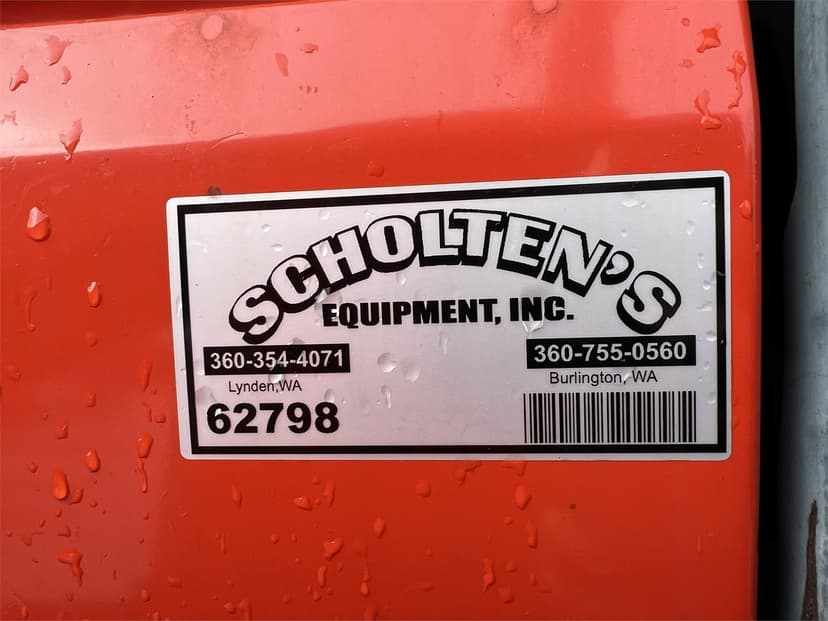 SCHOLTEN'S
EQUIPMENT, INC.
360-354-4071
Lynden, WA
62798
360-755-0560
Burlington, WA